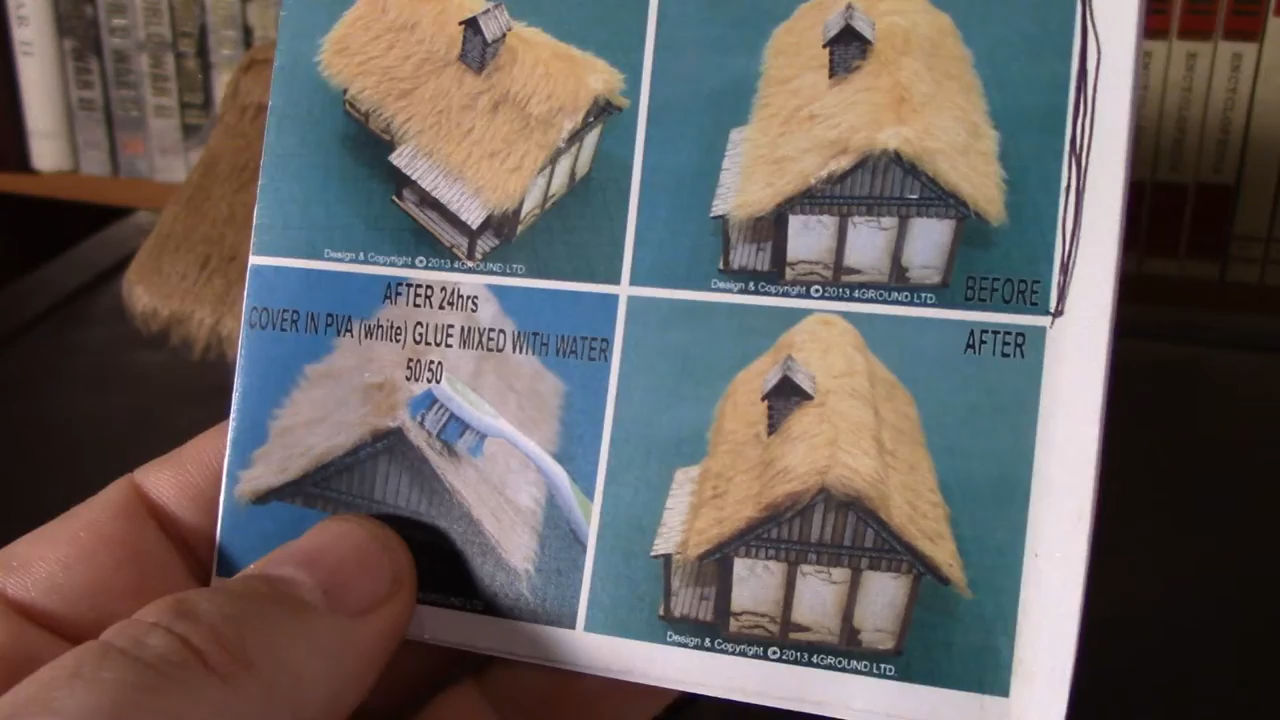 Design & Copyright © 2013 4GROUND LTD.
Design & Copyright © 2013 4GROUND LTD.
BEFORE
AFTER 24hrs
COVER IN PVA (white) GLUE MIXED WITH WATER
50/50
AFTER
Design & Copyright © 2013 4GROUND LTD.